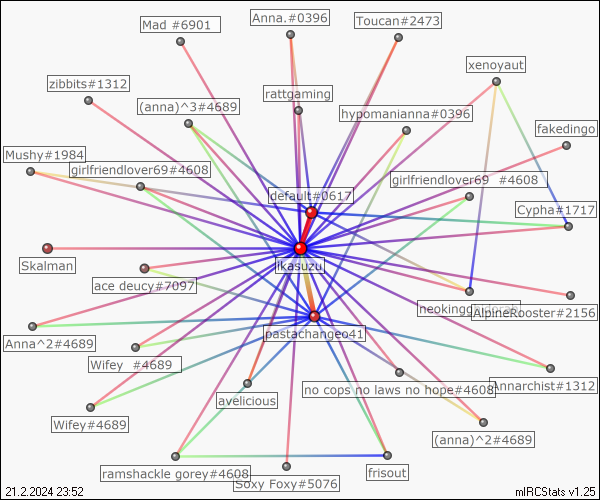 Mad #6901
Anna.#0396
Toucan#2473
xenoyaut
zibbits#1312
rattgaming
(anna)^3#4689
hypomanianna#0396
fakedingo
Mushy#1984
girlfriendlover69#4608
girlfriendlover69 #4608
default#0617
Cypha#1717
Skalman
ikasuzu
ace deucy#7097
AlpineRooster#2156
pastachangeo41
Anna^2#4689
Wifey #4689
no cops no laws no hope#4608
Annarchist#1312
avelicious
Wifey#4689
(anna)^2#4689
ramshackle gorey#4608
Soxy Foxy#5076
frisout
21.2.2024 23:52
mIRCStats v1.25